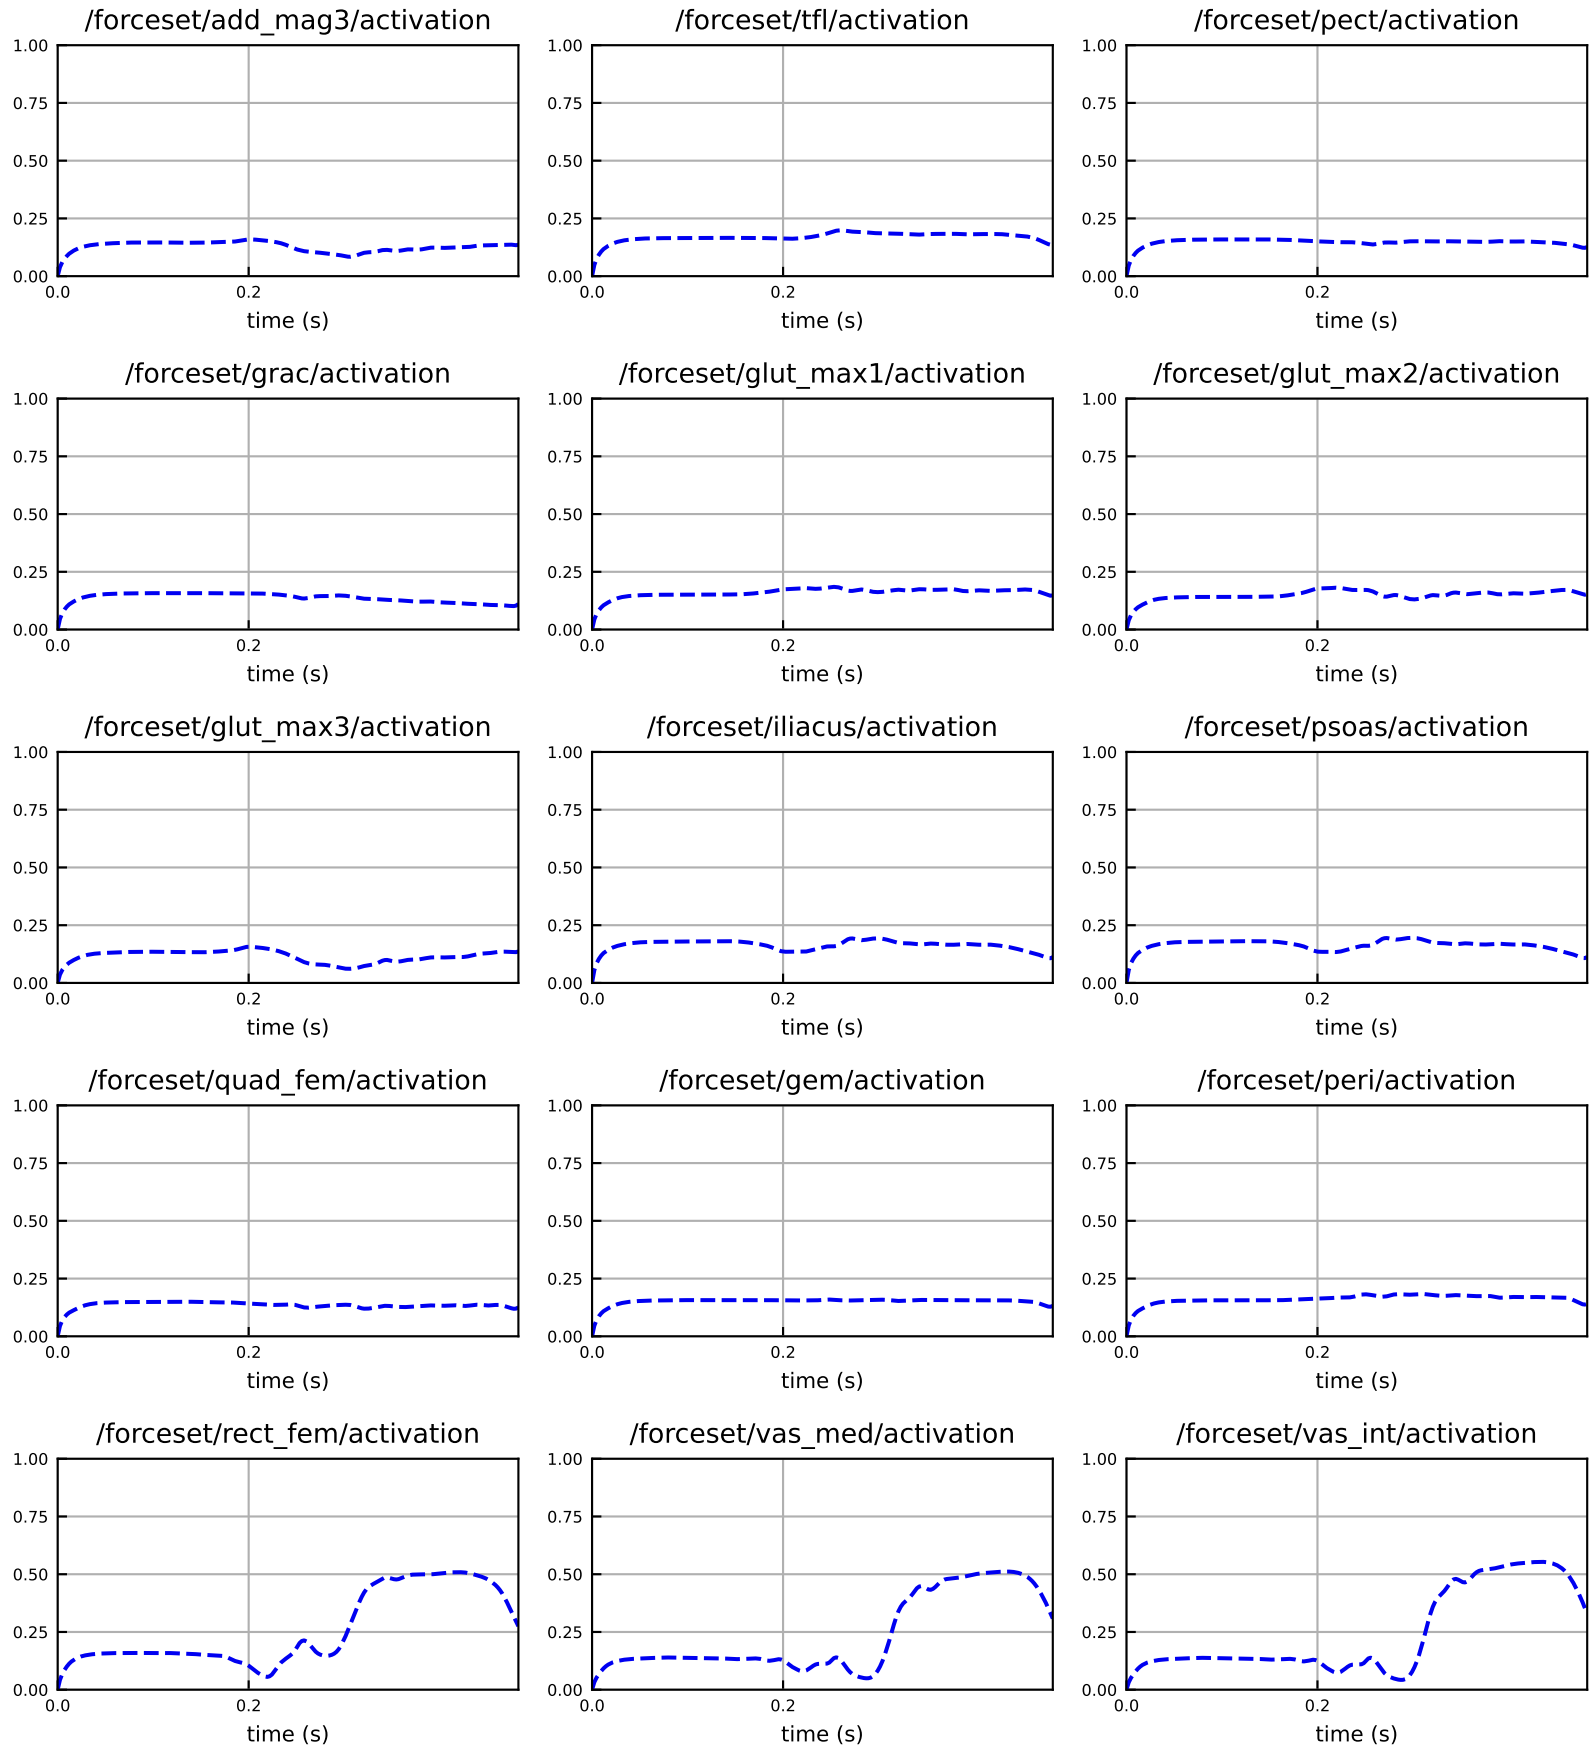 /forceset/add_mag3/activation /forceset/tfl/activation /forceset/pect/activation
1.00 1.00 1.00
0.75 0.75 0.75
0.50 0.50 0.50
0.25 0.25 0.25
0.00 0.00 0.00
0.0 0.2 0.0 0.2 0.0 0.2
time (s) time (s) time (s)
/forceset/grac/activation /forceset/glut_max1/activation /forceset/glut_max2/activation
1.00 1.00 1.00
0.75 0.75 0.75
0.50 0.50 0.50
0.25 0.25 0.25
0.00 0.00 0.00
0.0 0.2 0.0 0.2 0.0 0.2
time (s) time (s) time (s)
/forceset/glut_max3/activation /forceset/iliacus/activation /forceset/psoas/activation
1.00 1.00 1.00
0.75 0.75 0.75
0.50 0.50 0.50
0.25 0.25 0.25
0.00 0.00 0.00
0.0 0.2 0.0 0.2 0.0 0.2
time (s) time (s) time (s)
/forceset/quad_fem/activation /forceset/gem/activation /forceset/peri/activation
1.00 1.00 1.00
0.75 0.75 0.75
0.50 0.50 0.50
0.25 0.25 0.25
0.00 0.00 0.00
0.0 0.2 0.0 0.2 0.0 0.2
time (s) time (s) time (s)
/forceset/rect_fem/activation /forceset/vas_med/activation /forceset/vas_int/activation
1.00 1.00 1.00
0.75 0.75 0.75
0.50 0.50 0.50
0.25 0.25 0.25
0.00 0.00 0.00
0.0 0.2 0.0 0.2 0.0 0.2
time (s) time (s) time (s)